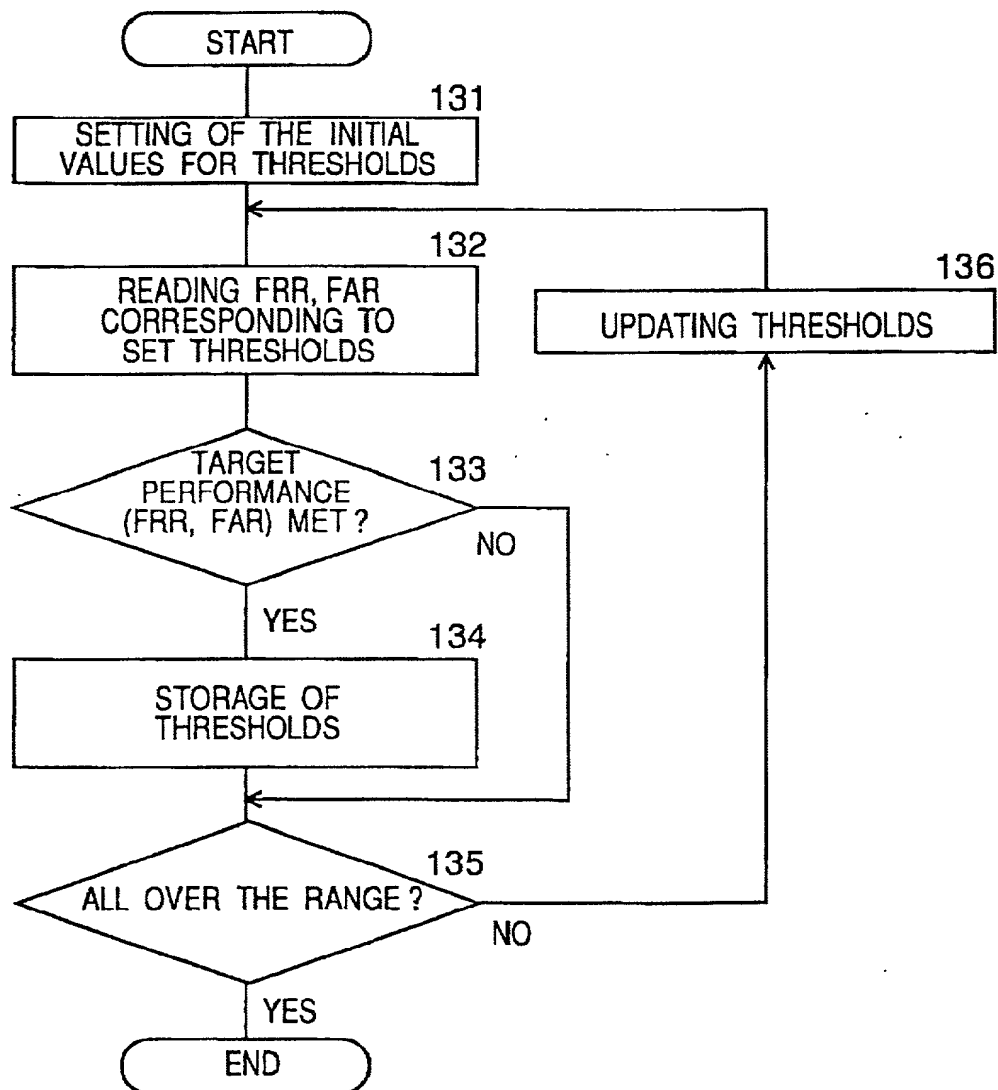 START
131
SETTING OF THE INITIAL
VALUES FOR THRESHOLDS
132
READING FRR, FAR
CORRESPONDING TO
SET THRESHOLDS
136
UPDATING THRESHOLDS
133
TARGET
PERFORMANCE
(FRR, FAR) MET?
NO
YES
134
STORAGE OF
THRESHOLDS
135
ALL OVER THE RANGE?
NO
YES
END